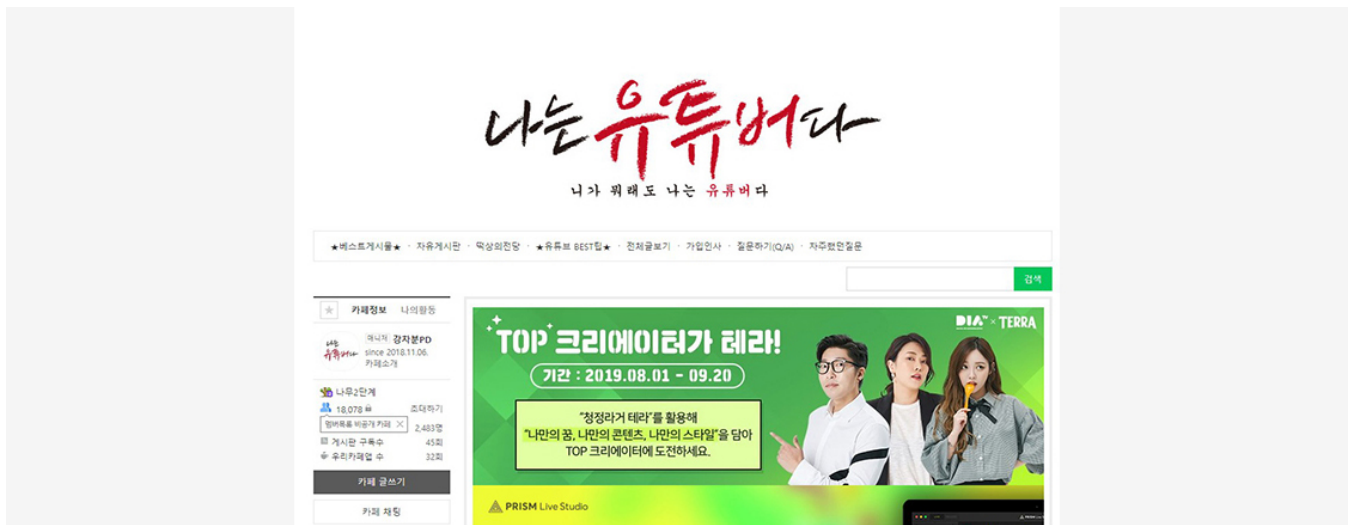 나는 유튜버다
니가 뭐래도 나는 유튜버다
★베스트게시물★ · 자유게시판 · 떡상의전당 · ★유튜브 BEST팁★ · 전체글보기 · 가입인사 · 질문하기(Q/A) · 자주했던질문
검색
카페정보 나의활동
나는 유튜버다
매니저 강차분PD
since 2018.11.06.
카페소개
나무2단계
18,078 초대하기
멤버목록 비공개 카페 ×
2,483명
게시판 구독수 45회
우리카페앱 수 32회
카페 글쓰기
카페 채팅
DIA TV × TERRA
TOP 크리에이터가 테라!
기간 : 2019.08.01 - 09.20
"청정라거 테라"를 활용해
"나만의 꿈, 나만의 콘텐츠, 나만의 스타일"을 담아
TOP 크리에이터에 도전하세요.
PRISM Live Studio